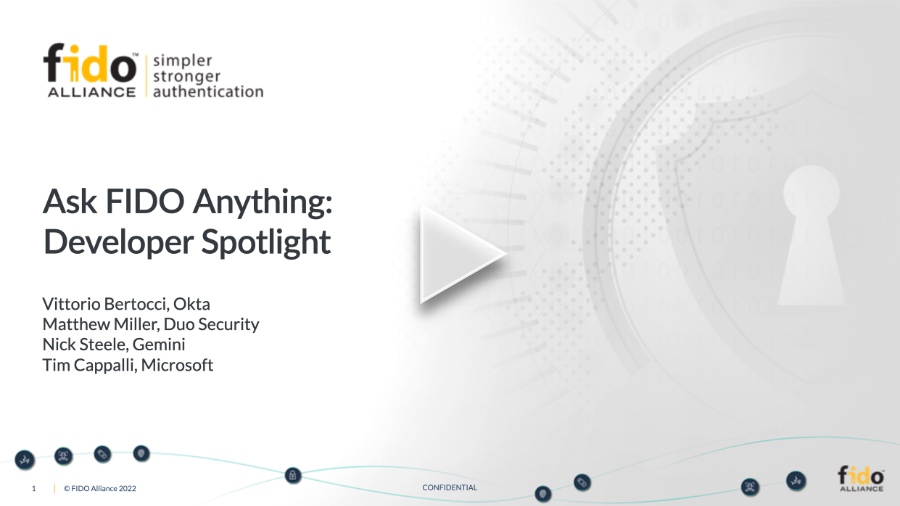 fido™
ALLIANCE
simpler
stronger
authentication
Ask FIDO Anything:
Developer Spotlight
Vittorio Bertocci, Okta
Matthew Miller, Duo Security
Nick Steele, Gemini
Tim Cappalli, Microsoft
1
© FIDO Alliance 2022
CONFIDENTIAL
fido™
ALLIANCE